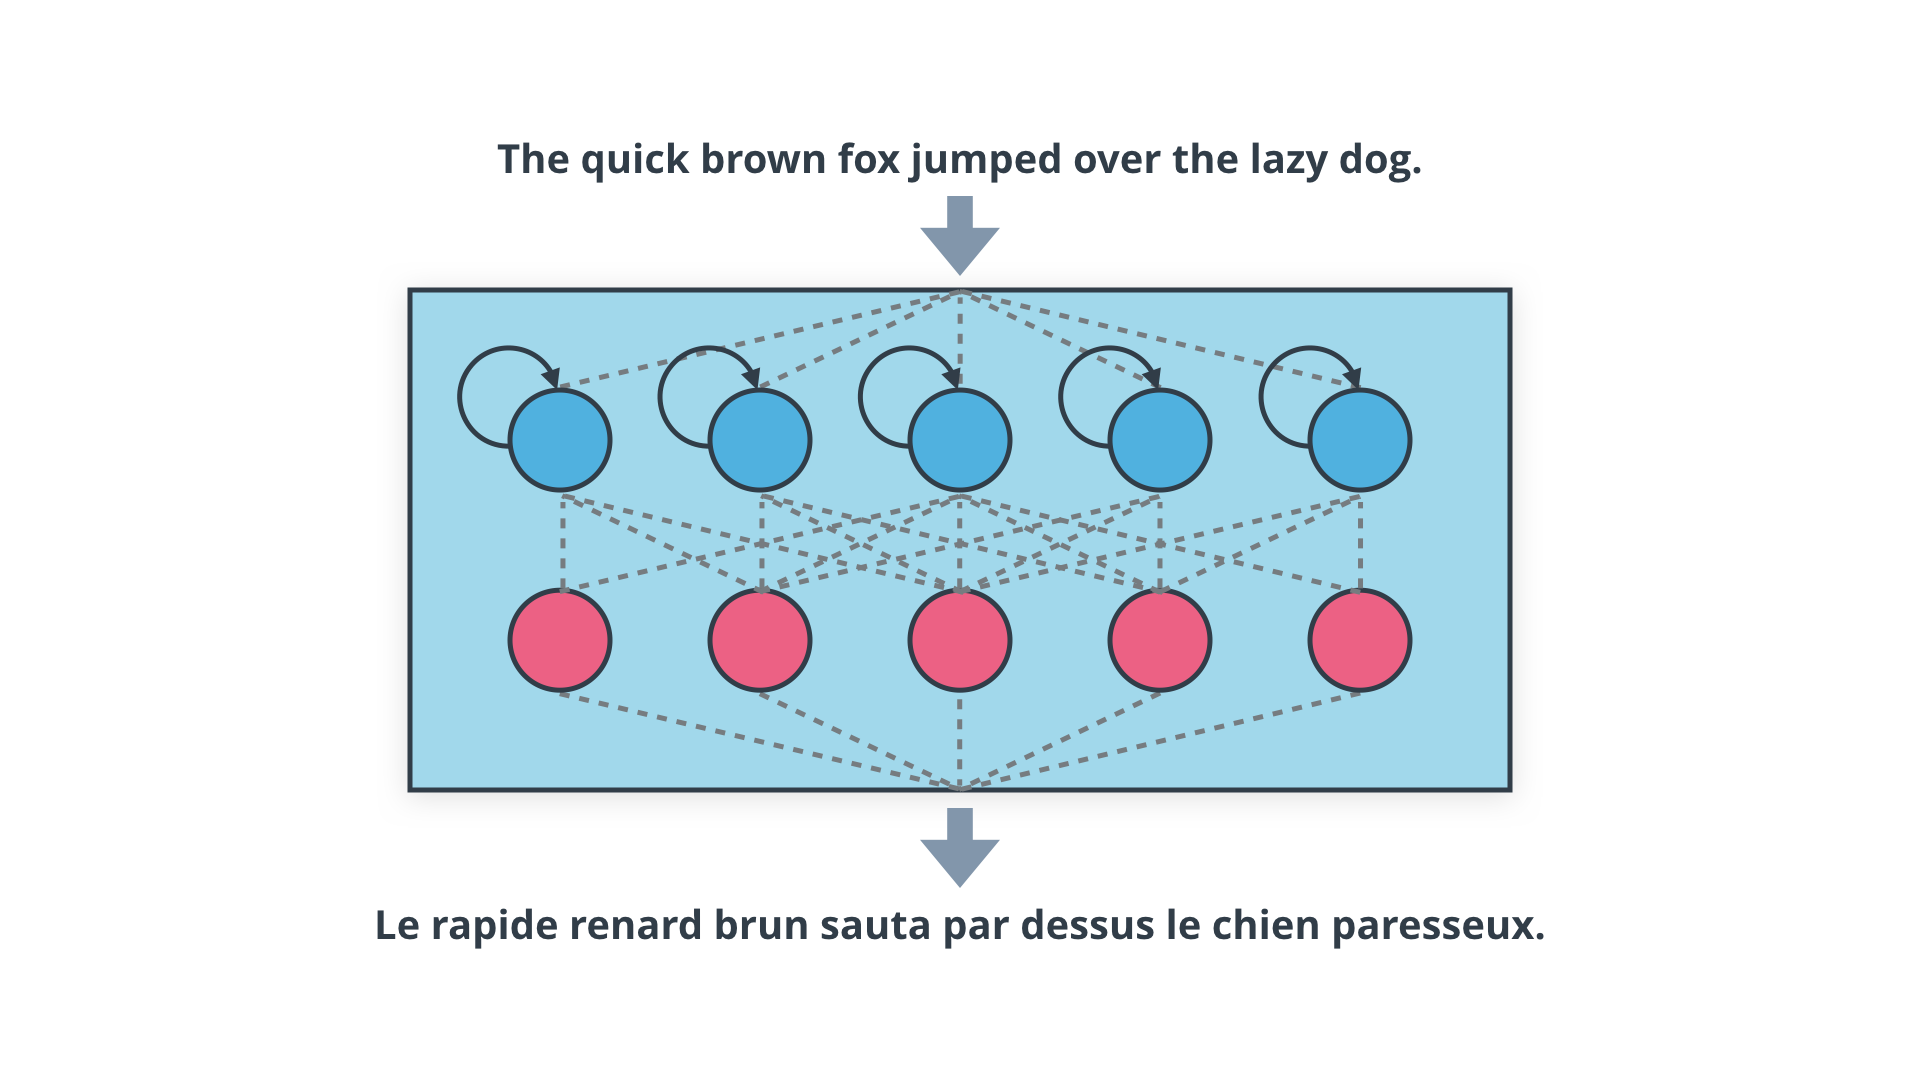 The quick brown fox jumped over the lazy dog.
Le rapide renard brun sauta par dessus le chien paresseux.